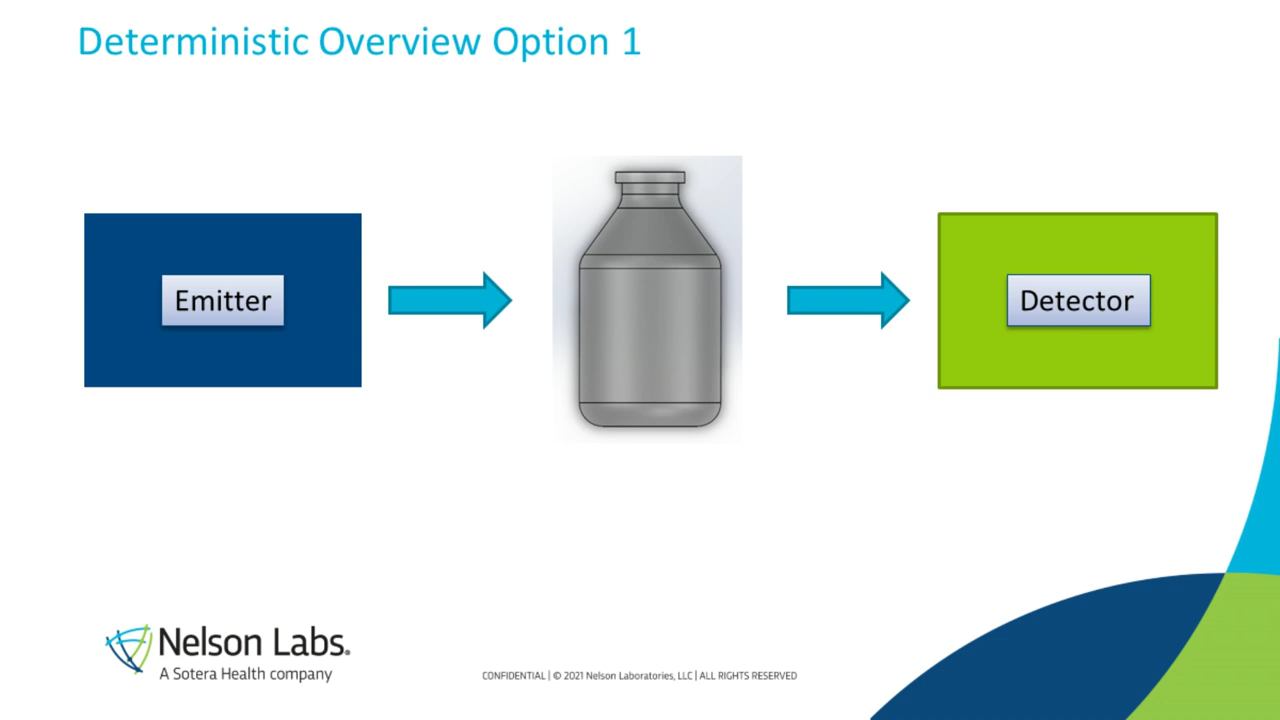 Deterministic Overview Option 1
Emitter
Detector
Nelson Labs.
A Sotera Health company
CONFIDENTIAL | © 2021 Nelson Laboratories, LLC | ALL RIGHTS RESERVED